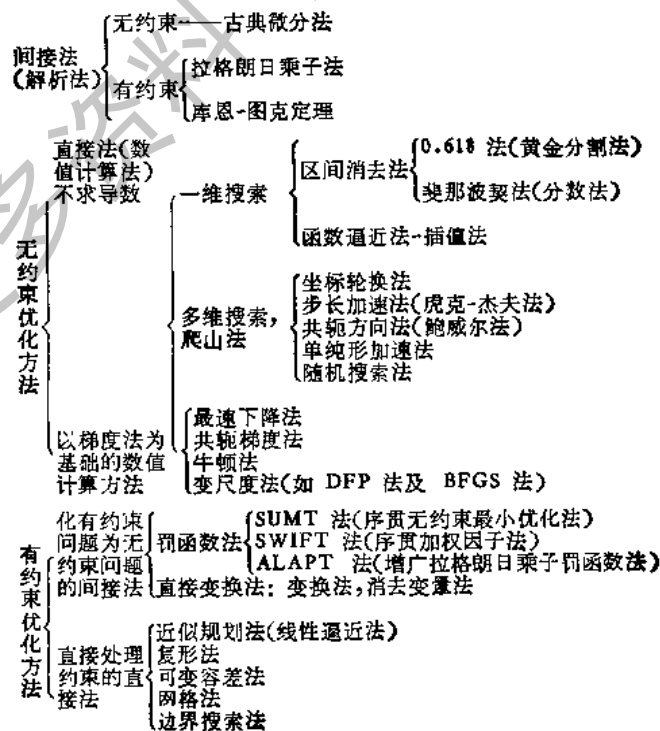 无约束——古典微分法
间接法
(解析法)
有约束
拉格朗日乘子法
库恩-图克定理
直接法(数
值计算法)
不求导数
一维搜索
区间消去法
0.618 法(黄金分割法)
斐那波契法(分数法)
函数逼近法-插值法
无约束优化方法
多维搜索,
爬山法
坐标轮换法
步长加速法(虎克-杰夫法)
共轭方向法(鲍威尔法)
单纯形加速法
随机搜索法
以梯度法为
基础的数值
计算方法
最速下降法
共轭梯度法
牛顿法
变尺度法(如 DFP 法及 BFGS 法)
有约束优化方法
化有约束
问题为无
约束问题
的间接法
罚函数法
SUMT 法(序贯无约束最小优化法)
SWIFT 法(序贯加权因子法)
ALAPT 法(增广拉格朗日乘子罚函数法)
直接变换法: 变换法,消去变量法
直接处理
约束的直
接法
近似规划法(线性逼近法)
复形法
可变容差法
网格法
边界搜索法
多资料